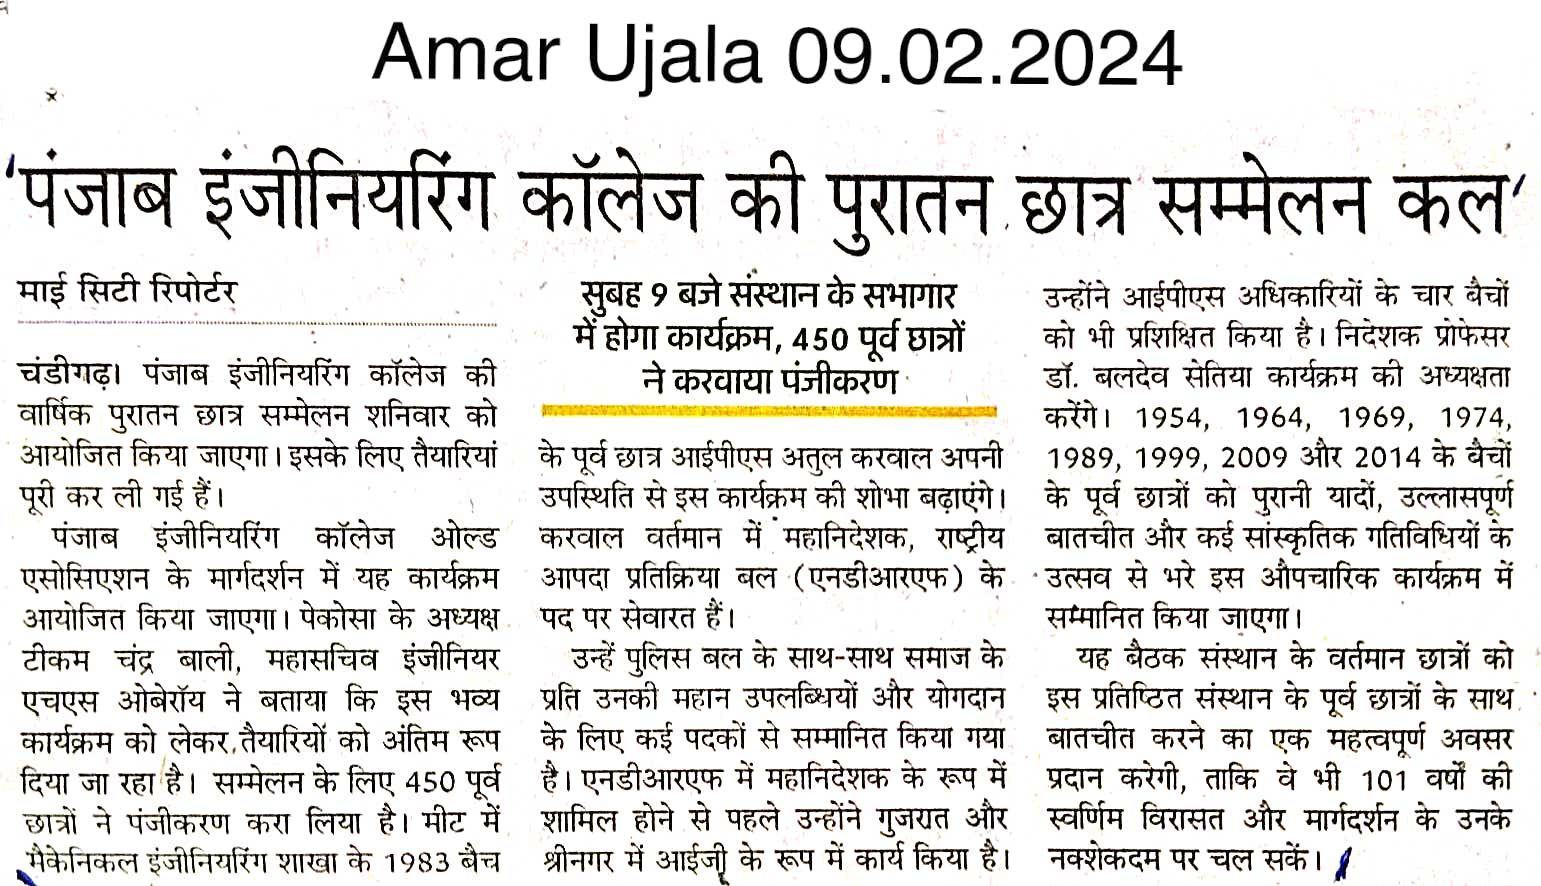 Amar Ujala 09.02.2024
'पंजाब इंजीनियरिंग कॉलेज की पुरातन छात्र सम्मेलन कल'
माई सिटी रिपोर्टर
चंडीगढ़। पंजाब इंजीनियरिंग कॉलेज की
वार्षिक पुरातन छात्र सम्मेलन शनिवार को
आयोजित किया जाएगा। इसके लिए तैयारियां
पूरी कर ली गई हैं।
पंजाब इंजीनियरिंग कॉलेज ओल्ड
एसोसिएशन के मार्गदर्शन में यह कार्यक्रम
आयोजित किया जाएगा। पेकोसा के अध्यक्ष
टीकम चंद्र बाली, महासचिव इंजीनियर
एचएस ओबेरॉय ने बताया कि इस भव्य
कार्यक्रम को लेकर तैयारियों को अंतिम रूप
दिया जा रहा है। सम्मेलन के लिए 450 पूर्व
छात्रों ने पंजीकरण करा लिया है। मीट में
मैकेनिकल इंजीनियरिंग शाखा के 1983 बैच
सुबह 9 बजे संस्थान के सभागार
में होगा कार्यक्रम, 450 पूर्व छात्रों
ने करवाया पंजीकरण
के पूर्व छात्र आईपीएस अतुल करवाल अपनी
उपस्थिति से इस कार्यक्रम की शोभा बढ़ाएंगे।
करवाल वर्तमान में महानिदेशक, राष्ट्रीय
आपदा प्रतिक्रिया बल (एनडीआरएफ) के
पद पर सेवारत हैं।
उन्हें पुलिस बल के साथ-साथ समाज के
प्रति उनकी महान उपलब्धियों और योगदान
के लिए कई पदकों से सम्मानित किया गया
है। एनडीआरएफ में महानिदेशक के रूप में
शामिल होने से पहले उन्होंने गुजरात और
श्रीनगर में आईजी के रूप में कार्य किया है।
उन्होंने आईपीएस अधिकारियों के चार बैचों
को भी प्रशिक्षित किया है। निदेशक प्रोफेसर
डॉ. बलदेव सेतिया कार्यक्रम की अध्यक्षता
करेंगे। 1954, 1964, 1969, 1974,
1989, 1999, 2009 और 2014 के बैचों
के पूर्व छात्रों को पुरानी यादों, उल्लासपूर्ण
बातचीत और कई सांस्कृतिक गतिविधियों के
उत्सव से भरे इस औपचारिक कार्यक्रम में
सम्मानित किया जाएगा।
यह बैठक संस्थान के वर्तमान छात्रों को
इस प्रतिष्ठित संस्थान के पूर्व छात्रों के साथ
बातचीत करने का एक महत्वपूर्ण अवसर
प्रदान करेगी, ताकि वे भी 101 वर्षों की
स्वर्णिम विरासत और मार्गदर्शन के उनके
नक्शेकदम पर चल सकें।